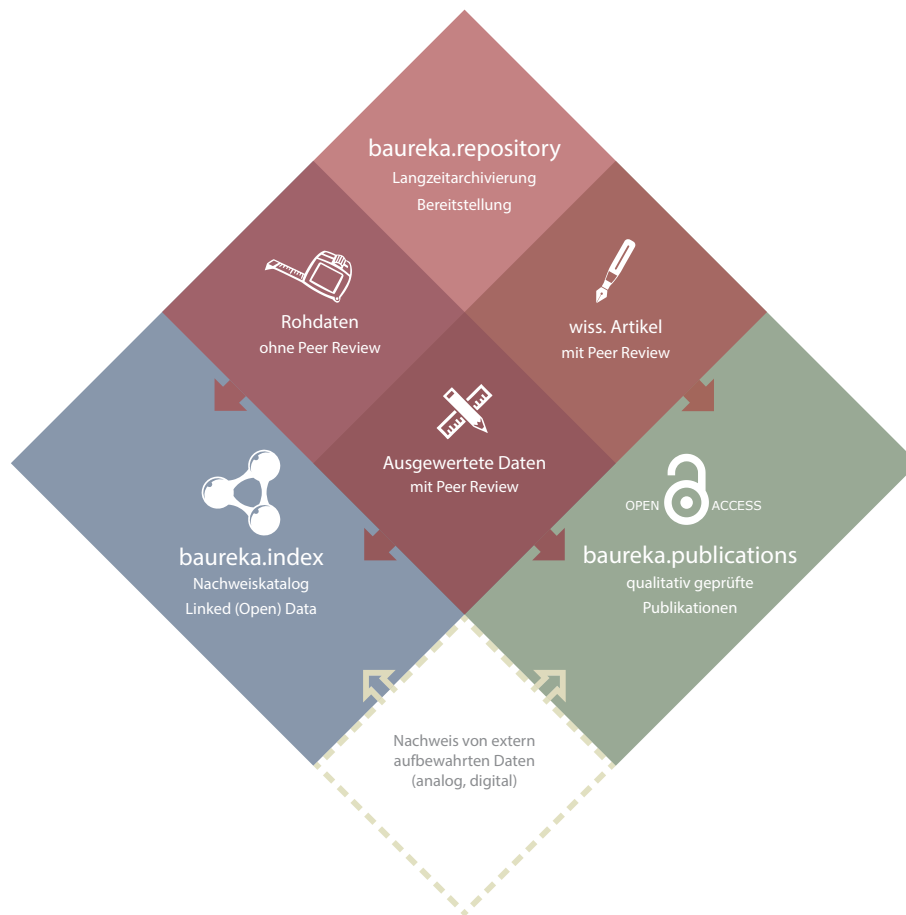 baureka.repository
Langzeitarchivierung
Bereitstellung
Rohdaten
ohne Peer Review
wiss. Artikel
mit Peer Review
Ausgewertete Daten
mit Peer Review
baureka.index
Nachweiskatalog
Linked (Open) Data
OPEN ACCESS
baureka.publications
qualitativ geprüfte
Publikationen
Nachweis von extern
aufbewahrten Daten
(analog, digital)